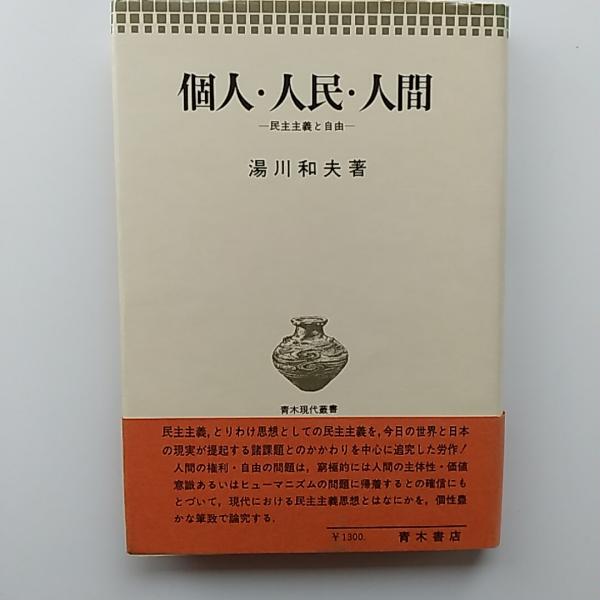 個人・人民・人間
—民主主義と自由—
湯川和夫著
青木現代叢書
民主主義,とりわけ思想としての民主主義を,今日の世界と日本
の現実が提起する諸課題とのかかわりを中心に追究した労作!
人間の権利・自由の問題は,窮極的には人間の主体性・価値
意識あるいはヒューマニズムの問題に帰着するとの確信にも
とづいて,現代における民主主義思想とはなにかを,個性豊
かな筆致で論究する.
¥1300.
青木書店